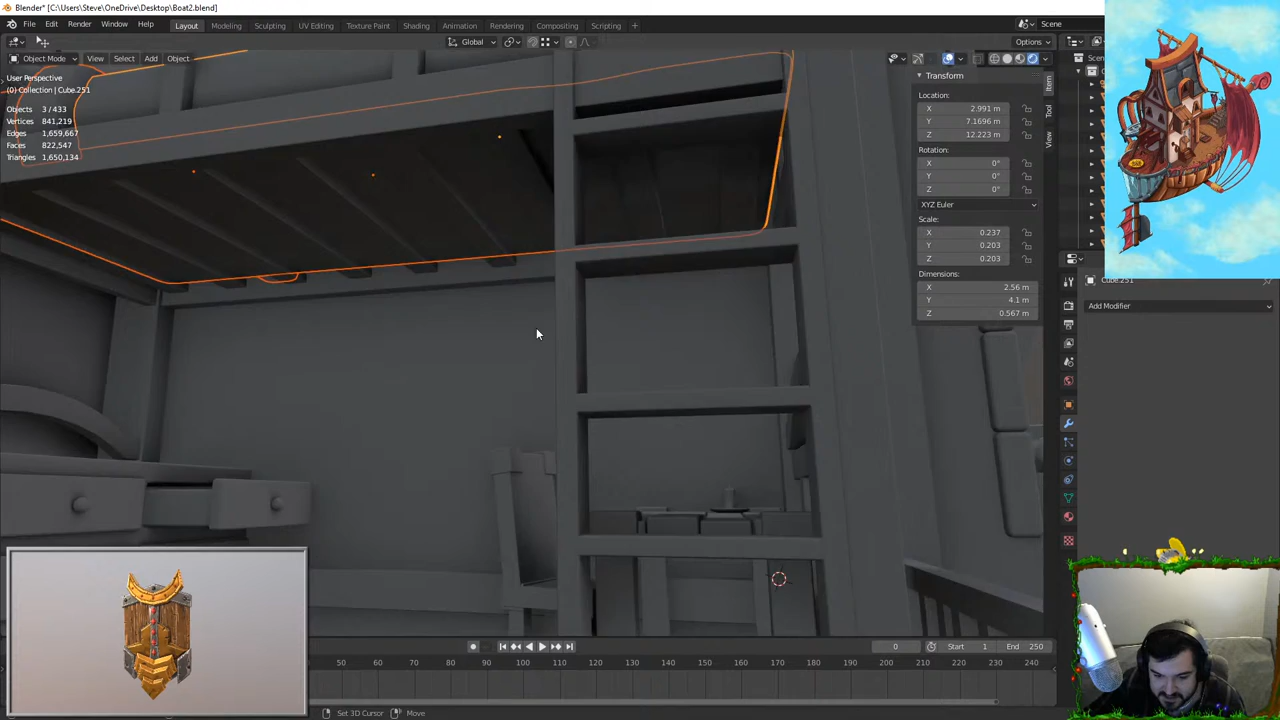 Blender* [C:\Users\Steve\OneDrive\Desktop\Boat2.blend]
File Edit Render Window Help Layout Modeling Sculpting UV Editing Texture Paint Shading Animation Rendering Compositing Scripting Scene
Global Options
Object Mode View Select Add Object
User Perspective
(0) Collection | Cube.251
Objects 3 / 433
Vertices 841,219
Edges 1,659,667
Faces 822,547
Triangles 1,650,134
Transform
Location:
X 2.991 m
Y 7.1696 m
Z 12.223 m
Rotation:
X 0°
Y 0°
Z 0°
XYZ Euler
Scale:
X 0.237
Y 0.203
Z 0.203
Dimensions:
X 2.56 m
Y 4.1 m
Z 0.567 m
Item
Tool
View
Cube.251
Add Modifier
0 Start 1 End 250
50 60 70 80 90 100 110 120 130 140 150 160 170 180 190 200 210 220 230 240
Set 3D Cursor Move